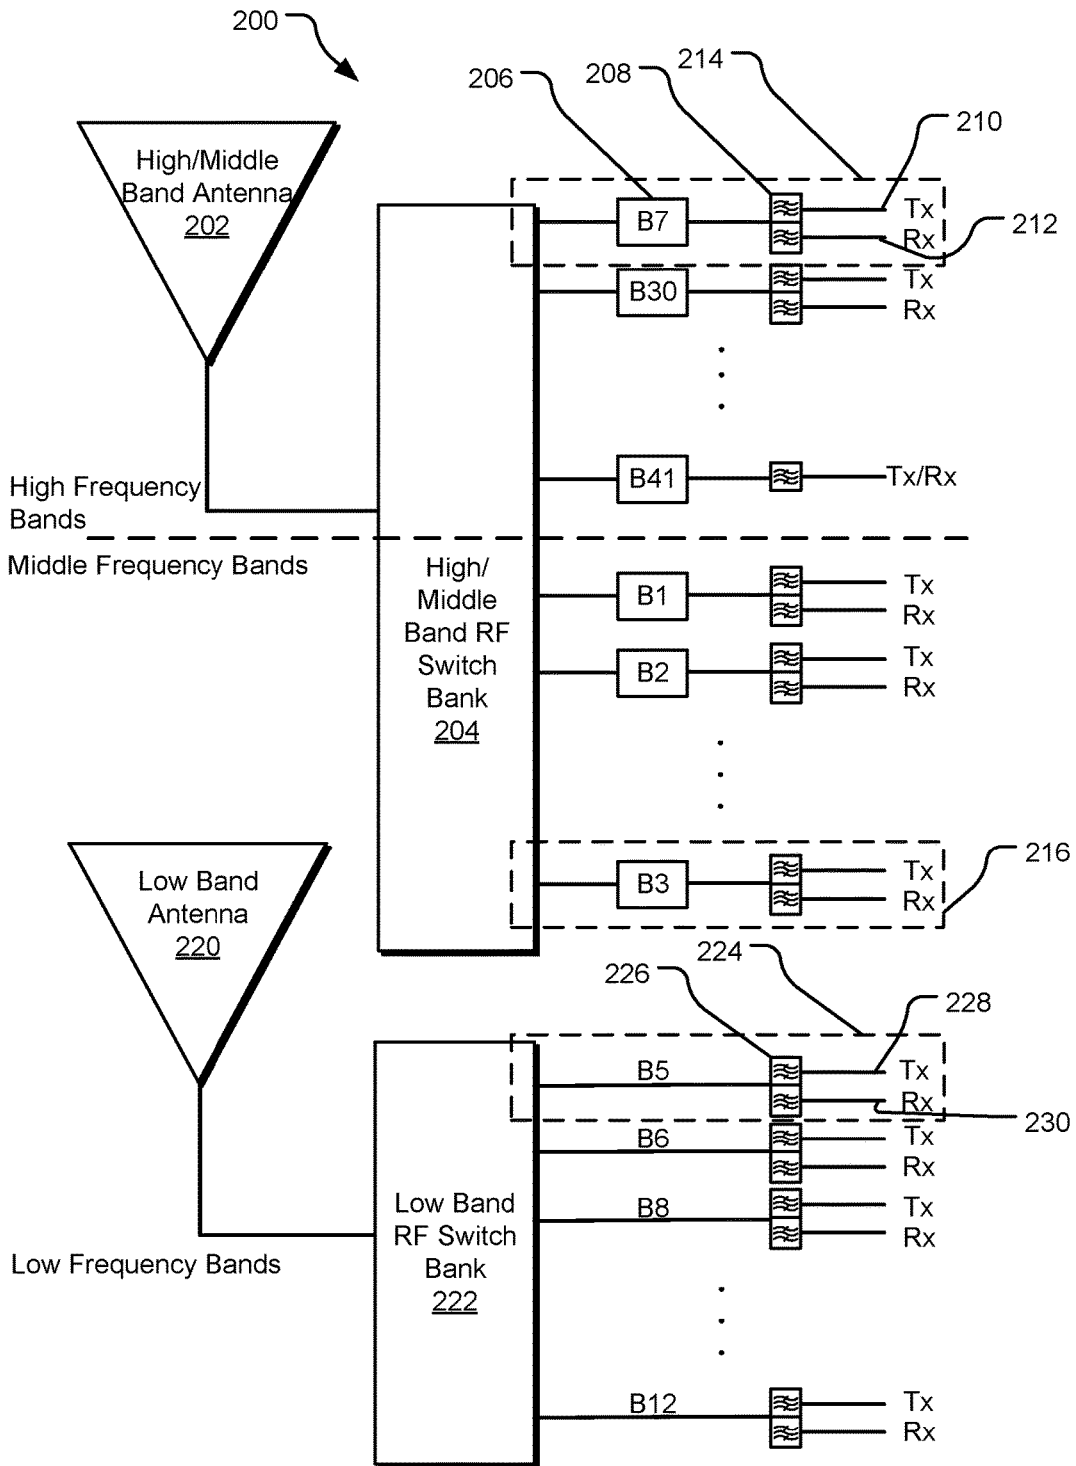 200
206
208
214
210
High/Middle
Band Antenna
202
B7
Tx
Rx
212
B30
Tx
Rx
B41
Tx/Rx
High Frequency
Bands
Middle Frequency Bands
High/
Middle
Band RF
Switch
Bank
204
B1
Tx
Rx
B2
Tx
Rx
B3
Tx
Rx
216
Low Band
Antenna
220
226
224
228
B5
Tx
Rx
230
B6
Tx
Rx
B8
Tx
Rx
Low Band
RF Switch
Bank
222
Low Frequency Bands
B12
Tx
Rx